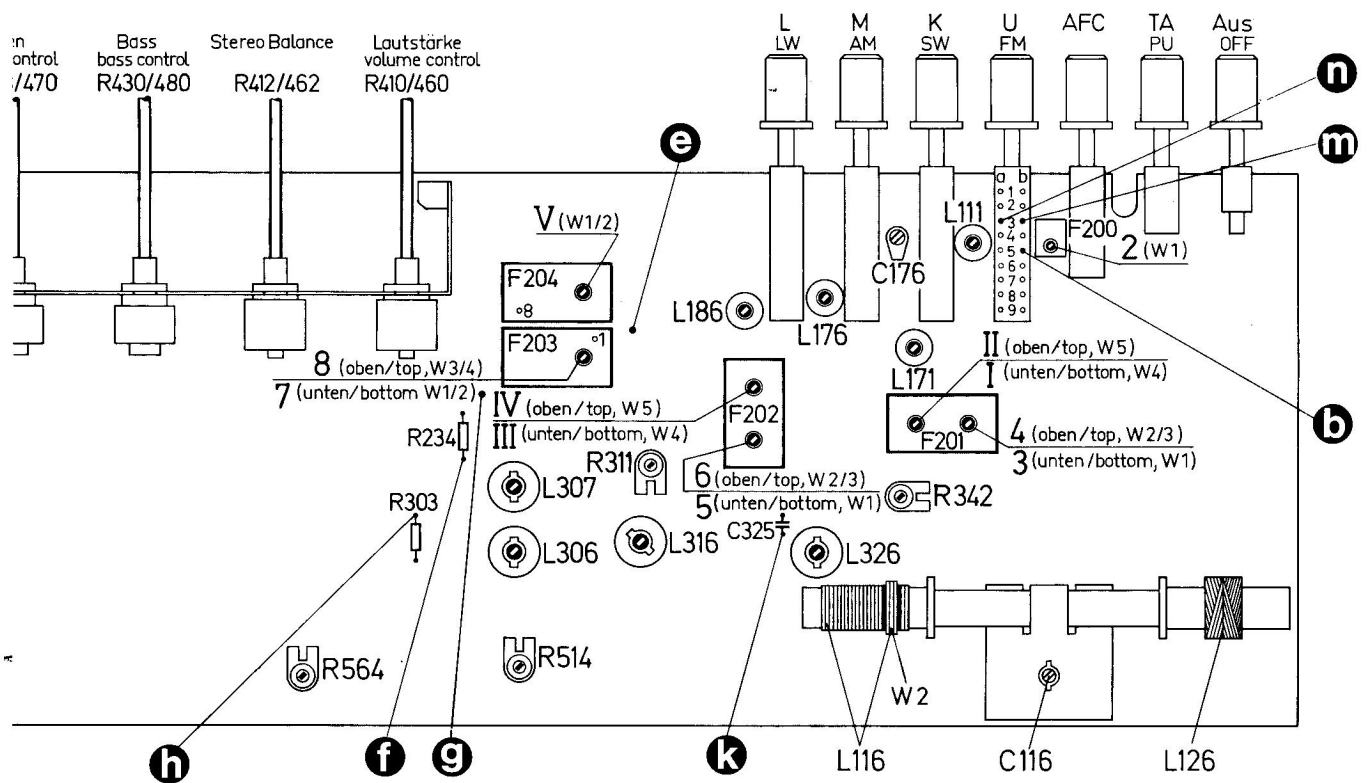 en
ontrol
/470
Bass
bass control
R430/480
Stereo Balance
R412/462
Lautstärke
volume control
R410/460
L
LW
M
AM
K
SW
U
FM
AFC
TA
PU
Aus
OFF
n
m
e
a b
1
2
3
4
5
6
7
8
9
L111
F200
2 (W1)
C176
V (W1/2)
F204
8
L186
L176
F203
1
8 (oben/top, W3/4)
7 (unten/bottom W1/2)
L171
II (oben/top, W5)
I (unten/bottom, W4)
IV (oben/top, W5)
III (unten/bottom, W4)
F202
F201
4 (oben/top, W2/3)
3 (unten/bottom, W1)
b
R234
R311
6 (oben/top, W2/3)
5 (unten/bottom, W1)
L307
R342
R303
C325
L306
L316
L326
R564
R514
W2
h
f
g
k
L116
C116
L126